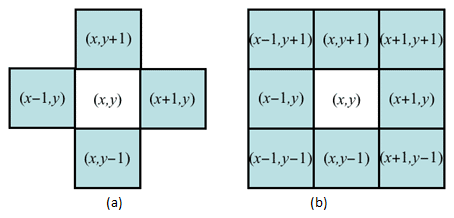 (x,y+1)
(x−1,y) (x,y) (x+1,y)
(x,y−1)
(a)
(x−1,y+1) (x,y+1) (x+1,y+1)
(x−1,y) (x,y) (x+1,y)
(x−1,y−1) (x,y−1) (x+1,y−1)
(b)